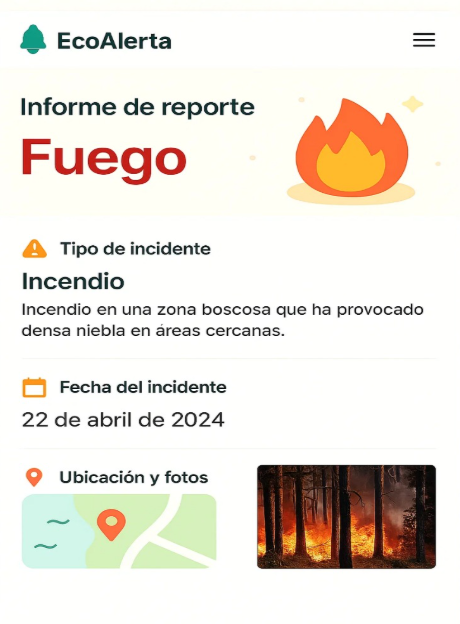 EcoAlerta
Informe de reporte
Fuego
Tipo de incidente
Incendio
Incendio en una zona boscosa que ha provocado
densa niebla en áreas cercanas.
Fecha del incidente
22 de abril de 2024
Ubicación y fotos